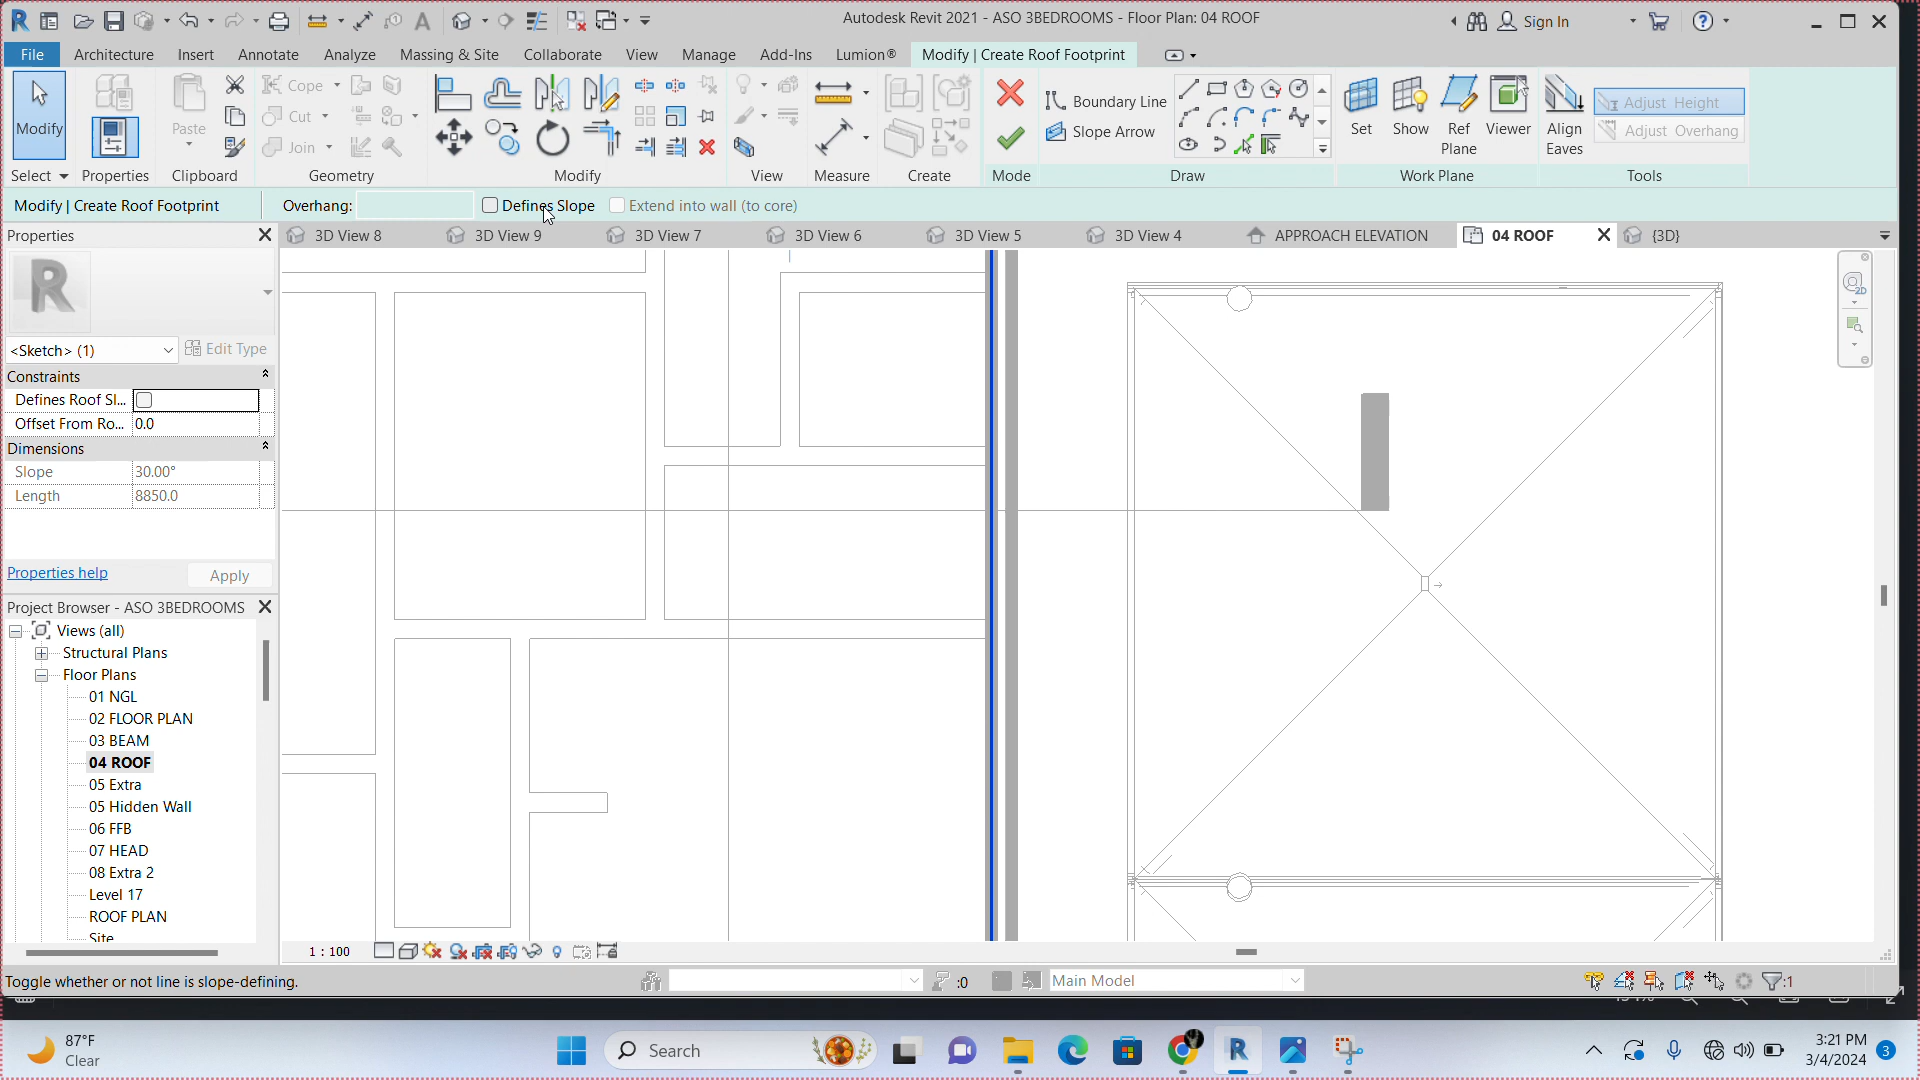 Autodesk Revit 2021 - ASO 3BEDROOMS - Floor Plan: 04 ROOF
Sign In
File Architecture Insert Annotate Analyze Massing & Site Collaborate View Manage Add-Ins Lumion® Modify | Create Roof Footprint
Modify
Paste
Cope
Cut
Join
Boundary Line
Slope Arrow
Set
Show
Ref Plane
Viewer
Align Eaves
Adjust Height
Adjust Overhang
Select Properties Clipboard Geometry Modify View Measure Create Mode Draw Work Plane Tools
Modify | Create Roof Footprint Overhang: Defines Slope Extend into wall (to core)
Properties
3D View 8 3D View 9 3D View 7 3D View 6 3D View 5 3D View 4 APPROACH ELEVATION 04 ROOF {3D}
R
2D
<Sketch> (1) Edit Type
Constraints
Defines Roof Sl...
Offset From Ro... 0.0
Dimensions
Slope 30.00°
Length 8850.0
Properties help Apply
Project Browser - ASO 3BEDROOMS
Views (all)
Structural Plans
Floor Plans
01 NGL
02 FLOOR PLAN
03 BEAM
04 ROOF
05 Extra
05 Hidden Wall
06 FFB
07 HEAD
08 Extra 2
Level 17
ROOF PLAN
Site
1 : 100
Toggle whether or not line is slope-defining. :0 Main Model :1
87°F
Clear
Search
3:21 PM
3/4/2024
3